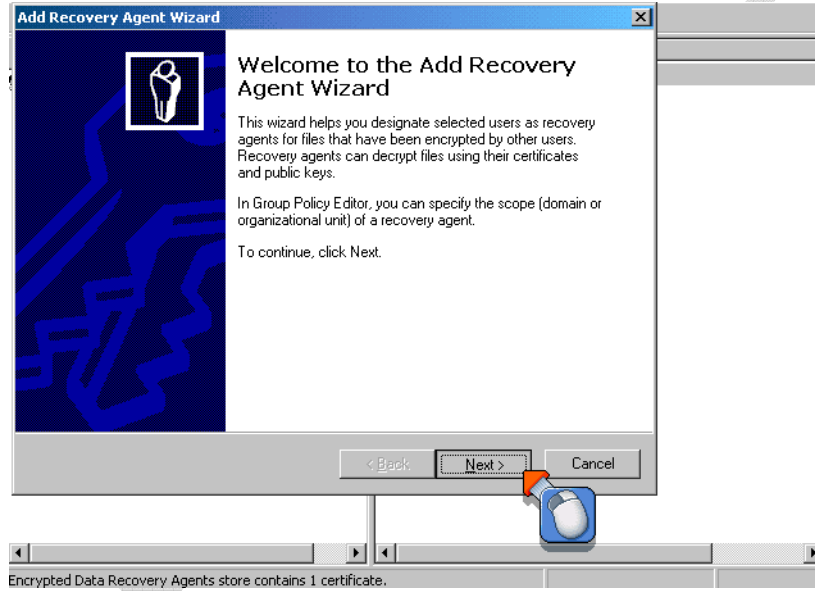 Add Recovery Agent Wizard
Welcome to the Add Recovery
Agent Wizard
This wizard helps you designate selected users as recovery
agents for files that have been encrypted by other users.
Recovery agents can decrypt files using their certificates
and public keys.
In Group Policy Editor, you can specify the scope (domain or
organizational unit) of a recovery agent.
To continue, click Next.
< Back Next > Cancel
Encrypted Data Recovery Agents store contains 1 certificate.